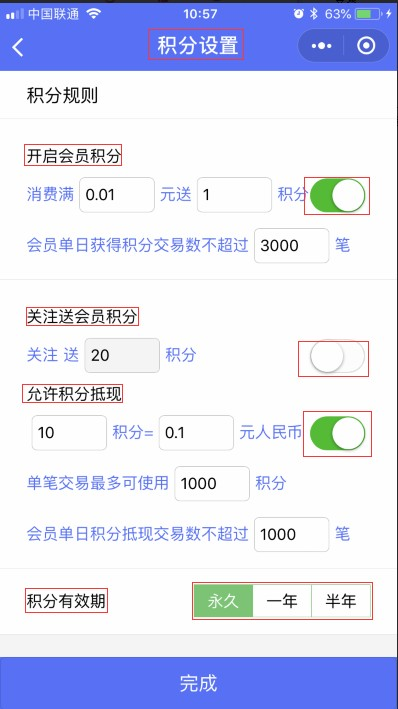 中国联通 10:57 63%
积分设置
积分规则
开启会员积分
消费满 0.01 元送 1 积分
会员单日获得积分交易数不超过 3000 笔
关注送会员积分
关注 送 20 积分
允许积分抵现
10 积分= 0.1 元人民币
单笔交易最多可使用 1000 积分
会员单日积分抵现交易数不超过 1000 笔
积分有效期 永久 一年 半年
完成